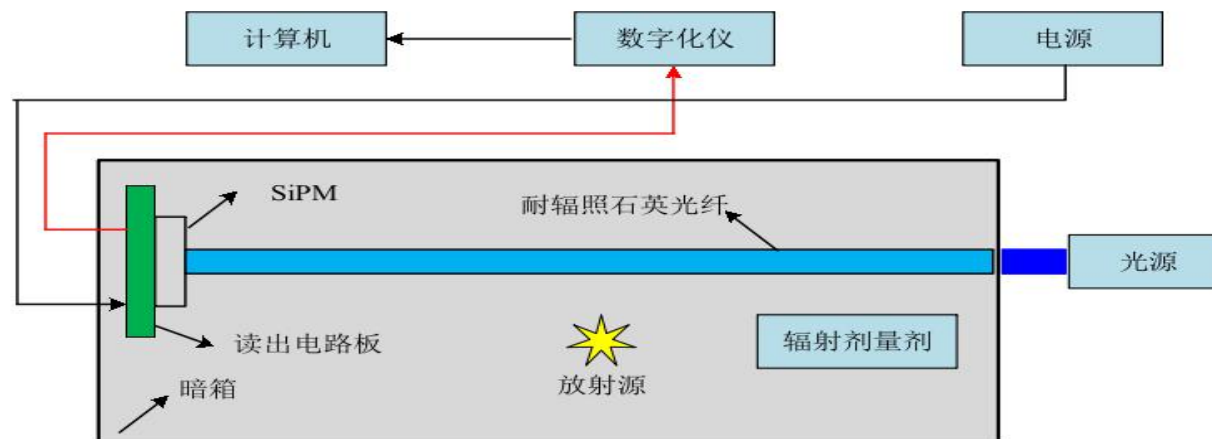 计算机
数字化仪
电源
SiPM
耐辐照石英光纤
光源
读出电路板
辐射剂量剂
放射源
暗箱